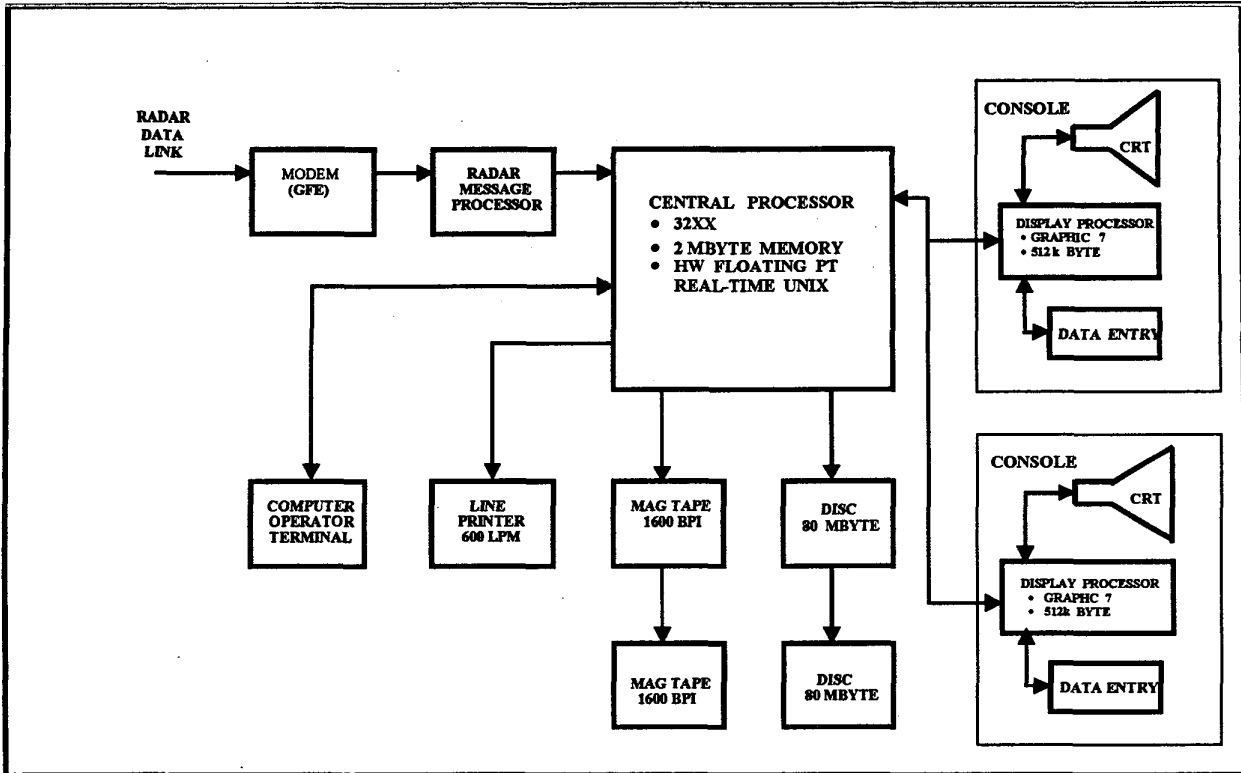 RADAR
DATA
LINK
MODEM
(GFE)
RADAR
MESSAGE
PROCESSOR
CENTRAL PROCESSOR
• 32XX
• 2 MBYTE MEMORY
• HW FLOATING PT
REAL-TIME UNIX
CONSOLE
CRT
DISPLAY PROCESSOR
• GRAPHIC 7
• 512k BYTE
DATA ENTRY
COMPUTER
OPERATOR
TERMINAL
LINE
PRINTER
600 LPM
MAG TAPE
1600 BPI
DISC
80 MBYTE
MAG TAPE
1600 BPI
DISC
80 MBYTE
CONSOLE
CRT
DISPLAY PROCESSOR
• GRAPHC 7
• 512k BYTE
DATA ENTRY